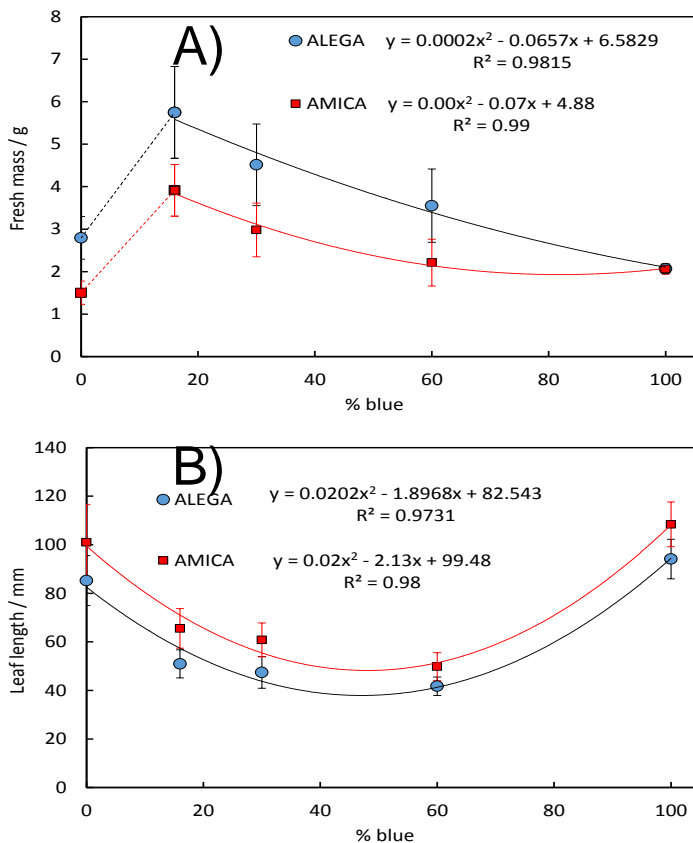 A)
8
7
6
5
4
3
2
1
0
Fresh mass / g
ALEGA y = 0.0002x² - 0.0657x + 6.5829
R² = 0.9815
AMICA y = 0.00x² - 0.07x + 4.88
R² = 0.99
0 20 40 60 80 100
% blue
B)
140
120
100
80
60
40
20
0
Leaf length / mm
ALEGA y = 0.0202x² - 1.8968x + 82.543
R² = 0.9731
AMICA y = 0.02x² - 2.13x + 99.48
R² = 0.98
0 20 40 60 80 100
% blue